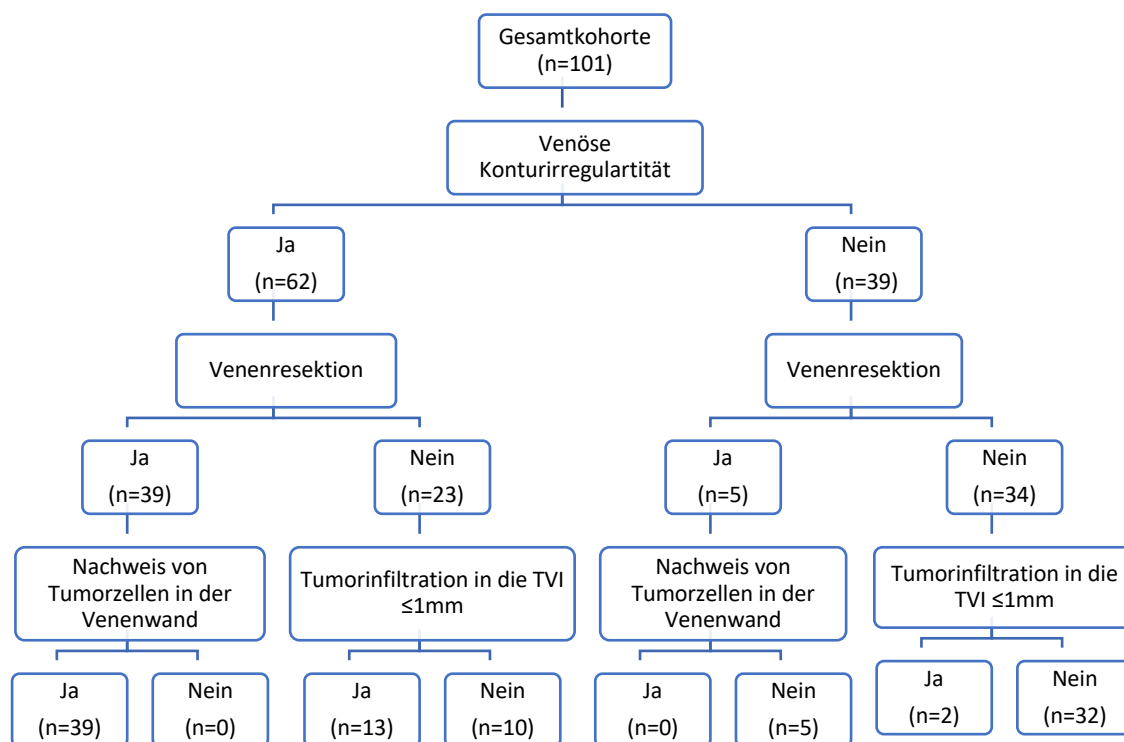 Gesamtkohorte
(n=101)
Venöse
Konturirregulartität
Ja
(n=62)
Nein
(n=39)
Venenresektion
Venenresektion
Ja
(n=39)
Nein
(n=23)
Ja
(n=5)
Nein
(n=34)
Nachweis von
Tumorzellen in der
Venenwand
Tumorinfiltration in die TVI
≤1mm
Nachweis von
Tumorzellen in der
Venenwand
Tumorinfiltration in die
TVI ≤1mm
Ja
(n=39)
Nein
(n=0)
Ja
(n=13)
Nein
(n=10)
Ja
(n=0)
Nein
(n=5)
Ja
(n=2)
Nein
(n=32)